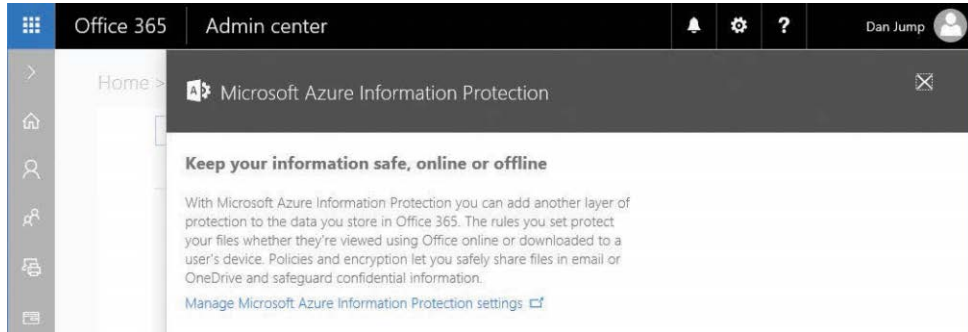 Office 365 Admin center ? Dan Jump
Home >
Microsoft Azure Information Protection
Keep your information safe, online or offline
With Microsoft Azure Information Protection you can add another layer of
protection to the data you store in Office 365. The rules you set protect
your files whether they're viewed using Office online or downloaded to a
user's device. Policies and encryption let you safely share files in email or
OneDrive and safeguard confidential information.
Manage Microsoft Azure Information Protection settings